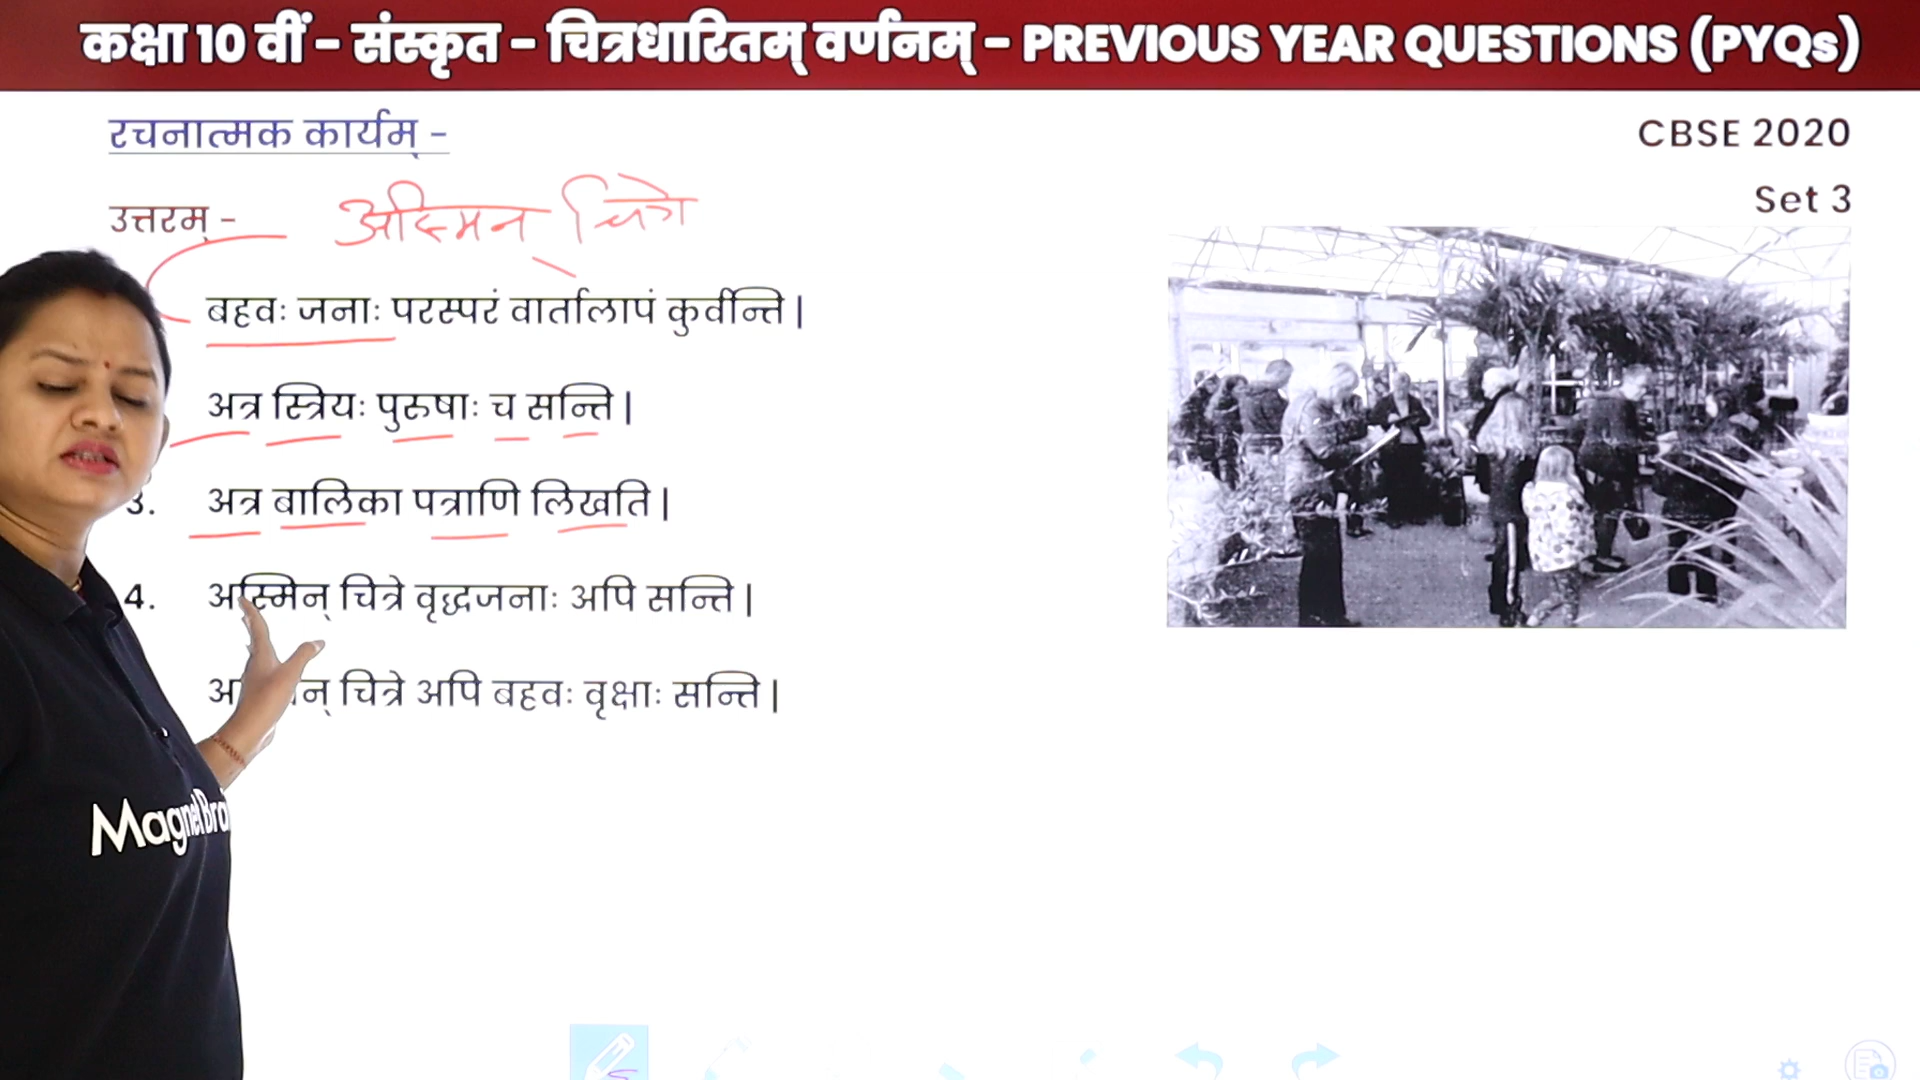 कक्षा 10 वीं - संस्कृत - चित्रधारितम् वर्णनम् - PREVIOUS YEAR QUESTIONS (PYQs)
रचनात्मक कार्यम् -
CBSE 2020
Set 3
उत्तरम् -
अस्मिन् चित्रे
बहवः जनाः परस्परं वार्तालापं कुर्वन्ति |
अत्र स्त्रियः पुरुषाः च सन्ति |
3. अत्र बालिका पत्राणि लिखति |
4. अस्मिन् चित्रे वृद्धजनाः अपि सन्ति |
चित्रे अपि बहवः वृक्षाः सन्ति |